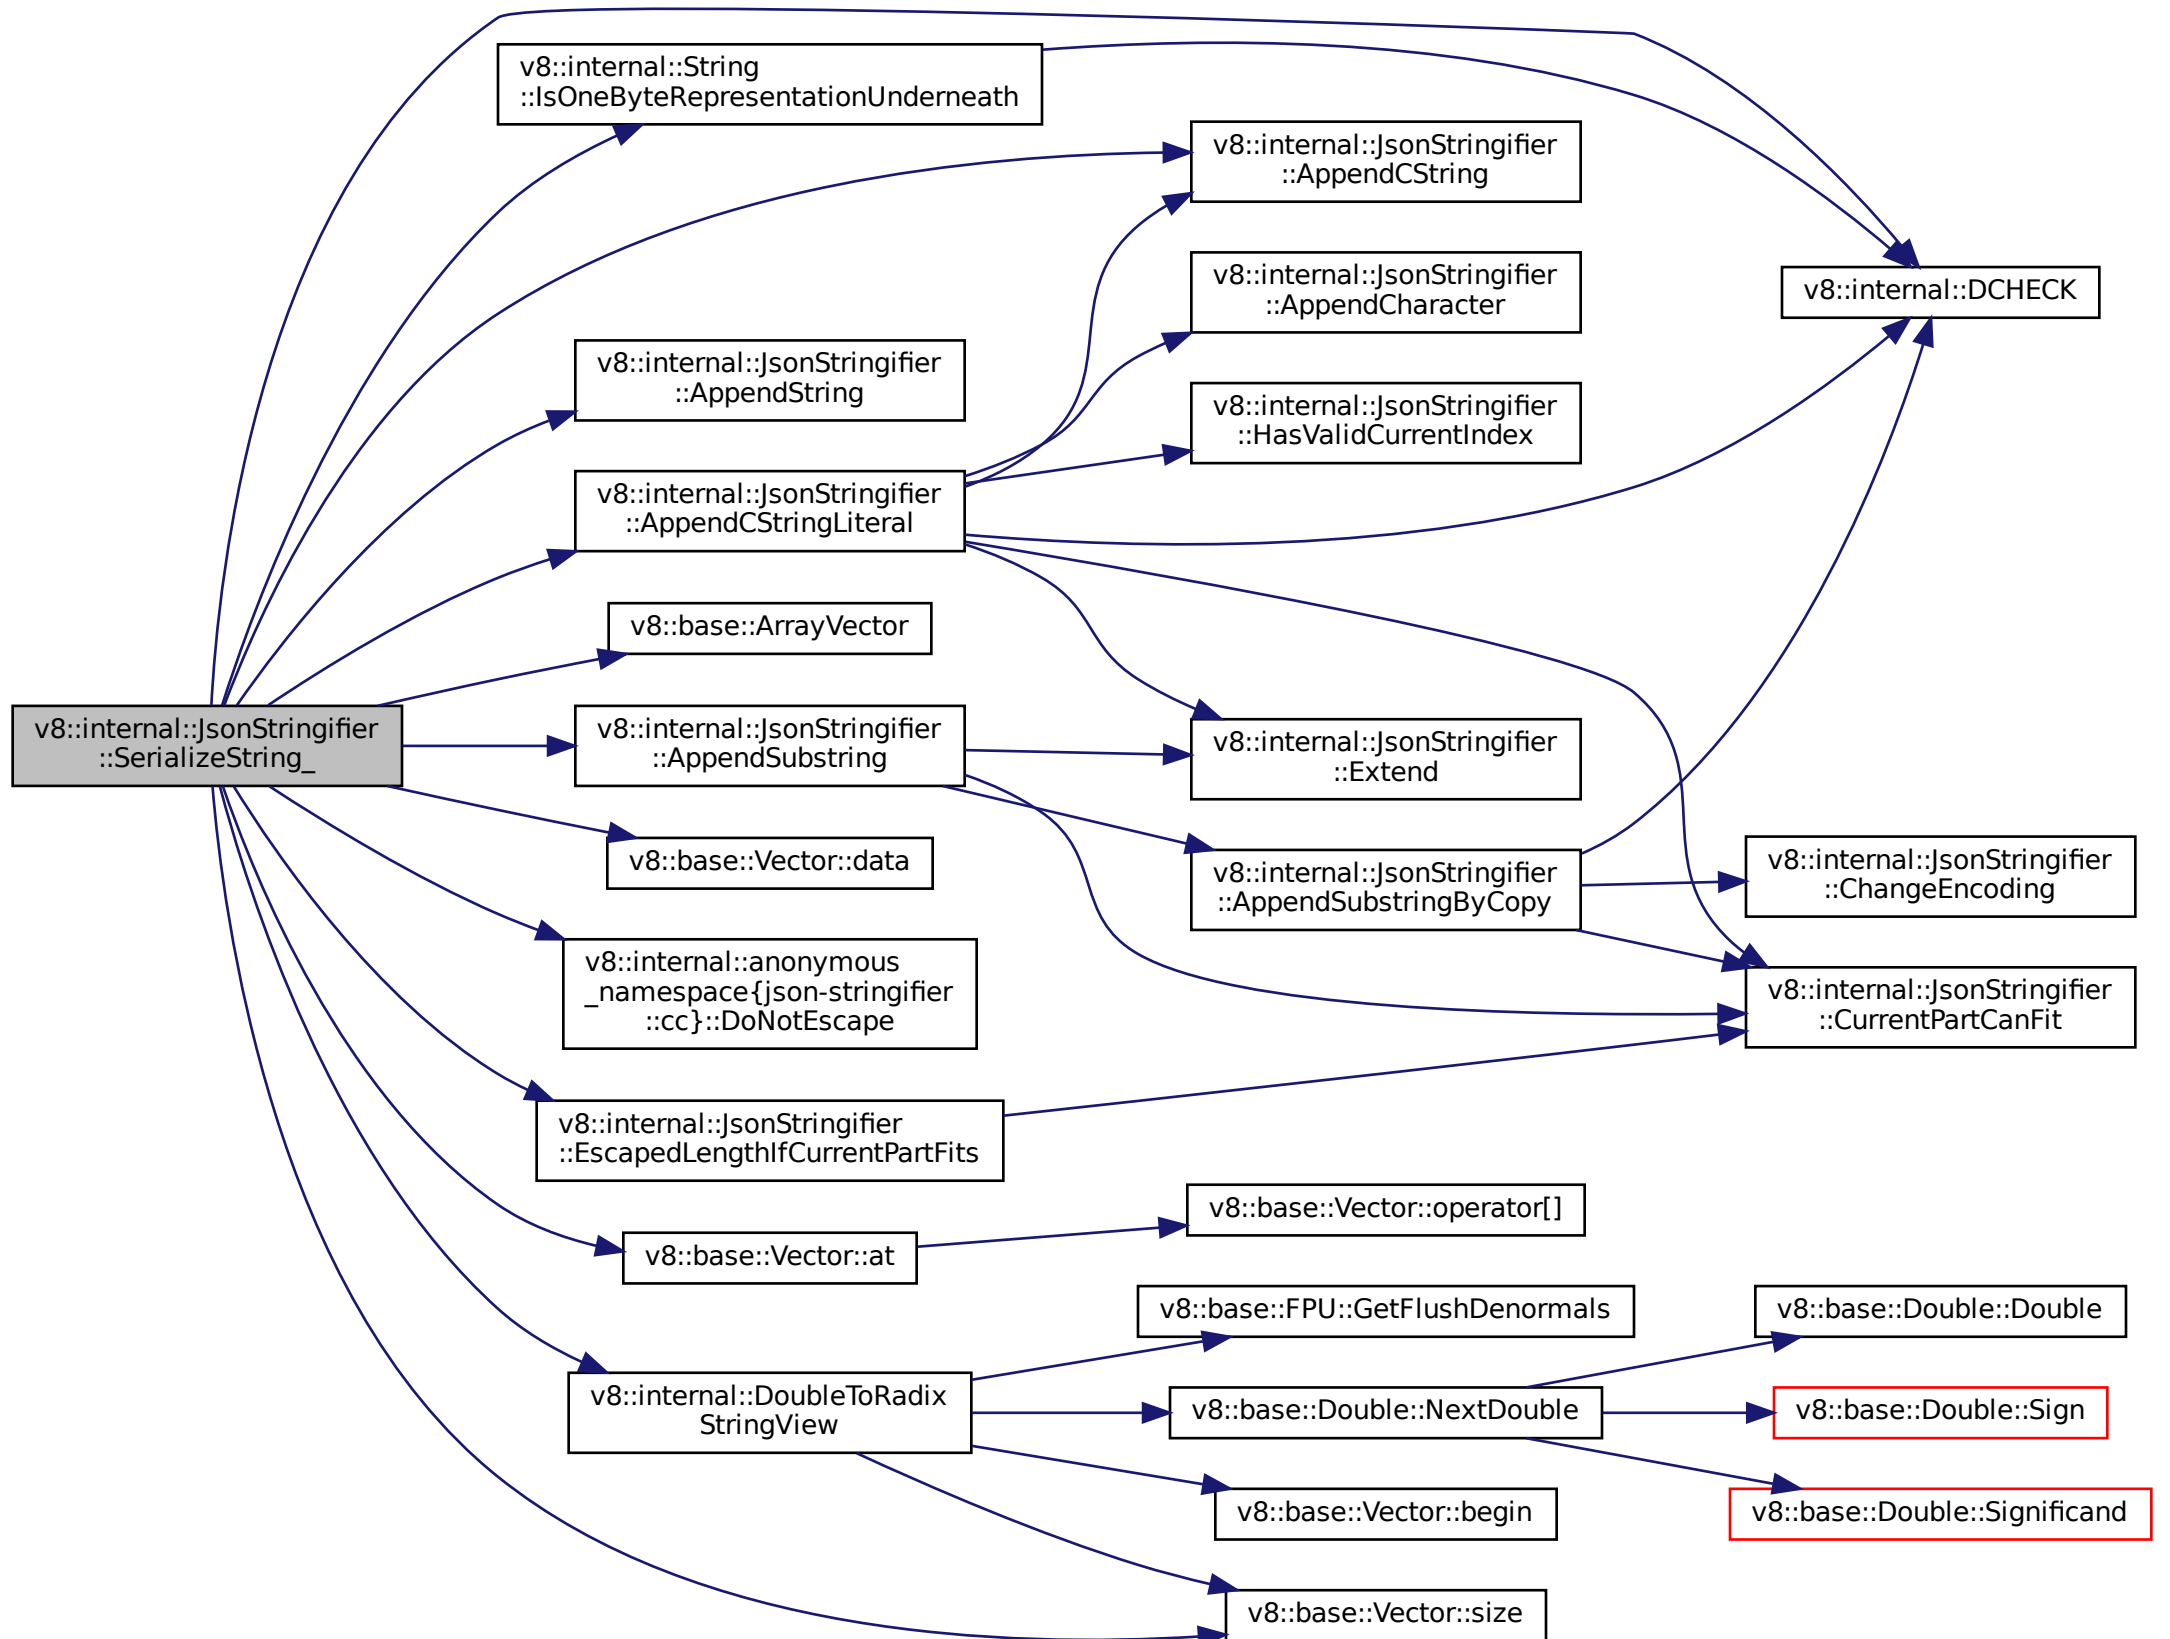 v8::internal::String
::IsOneByteRepresentationUnderneath
v8::internal::JsonStringifier
::AppendCString
v8::internal::JsonStringifier
::AppendCharacter
v8::internal::DCHECK
v8::internal::JsonStringifier
::AppendString
v8::internal::JsonStringifier
::HasValidCurrentIndex
v8::internal::JsonStringifier
::AppendCStringLiteral
v8::base::ArrayVector
v8::internal::JsonStringifier
::SerializeString_
v8::internal::JsonStringifier
::AppendSubstring
v8::internal::JsonStringifier
::Extend
v8::base::Vector::data
v8::internal::JsonStringifier
::AppendSubstringByCopy
v8::internal::JsonStringifier
::ChangeEncoding
v8::internal::anonymous
_namespace{json-stringifier
::cc}::DoNotEscape
v8::internal::JsonStringifier
::CurrentPartCanFit
v8::internal::JsonStringifier
::EscapedLengthIfCurrentPartFits
v8::base::Vector::operator[]
v8::base::Vector::at
v8::base::FPU::GetFlushDenormals
v8::base::Double::Double
v8::internal::DoubleToRadix
StringView
v8::base::Double::NextDouble
v8::base::Double::Sign
v8::base::Vector::begin
v8::base::Double::Significand
v8::base::Vector::size